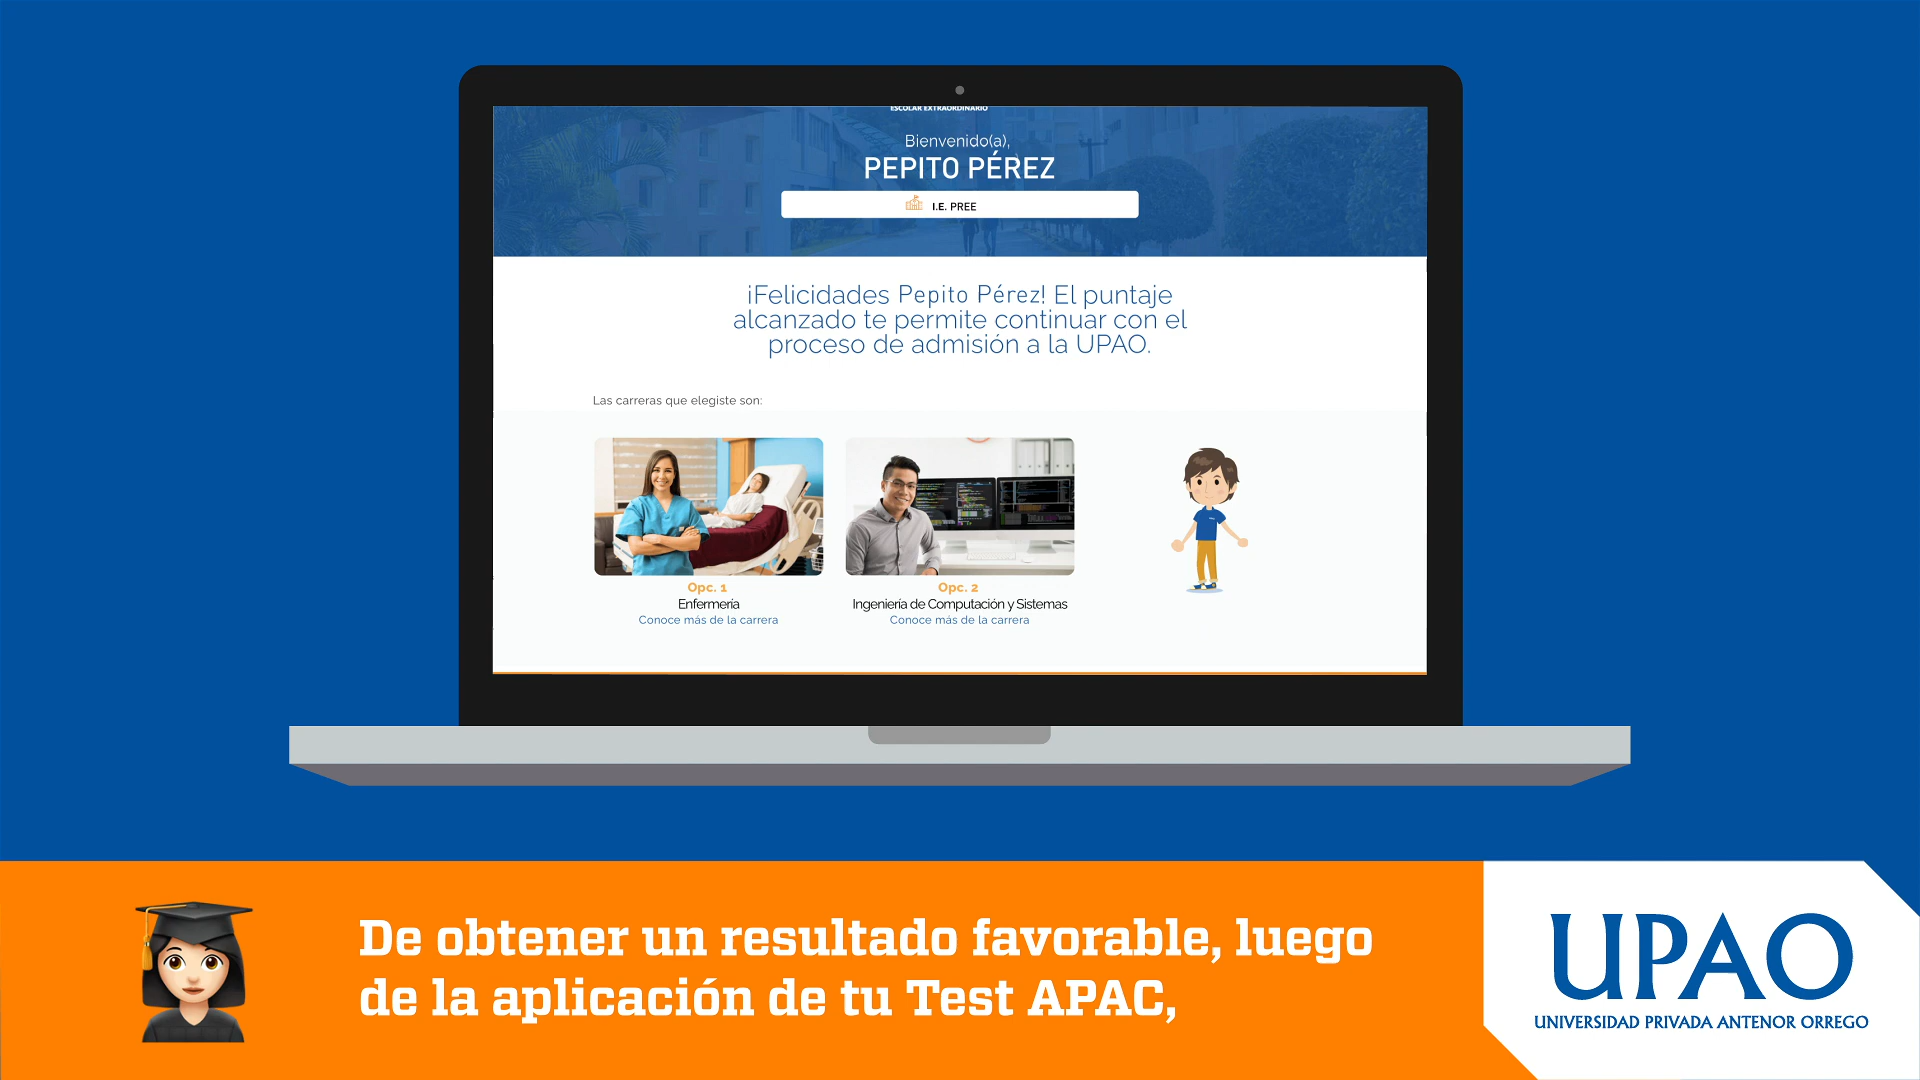 ESCOLAR EXTRAORDINARIO
Bienvenido(a),
PEPITO PÉREZ
I.E. PREE
¡Felicidades Pepito Pérez! El puntaje
alcanzado te permite continuar con el
proceso de admisión a la UPAO.
Las carreras que elegiste son:
Opc. 1
Enfermería
Conoce más de la carrera
Opc. 2
Ingeniería de Computación y Sistemas
Conoce más de la carrera
De obtener un resultado favorable, luego
de la aplicación de tu Test APAC,
UPAO
UNIVERSIDAD PRIVADA ANTENOR ORREGO